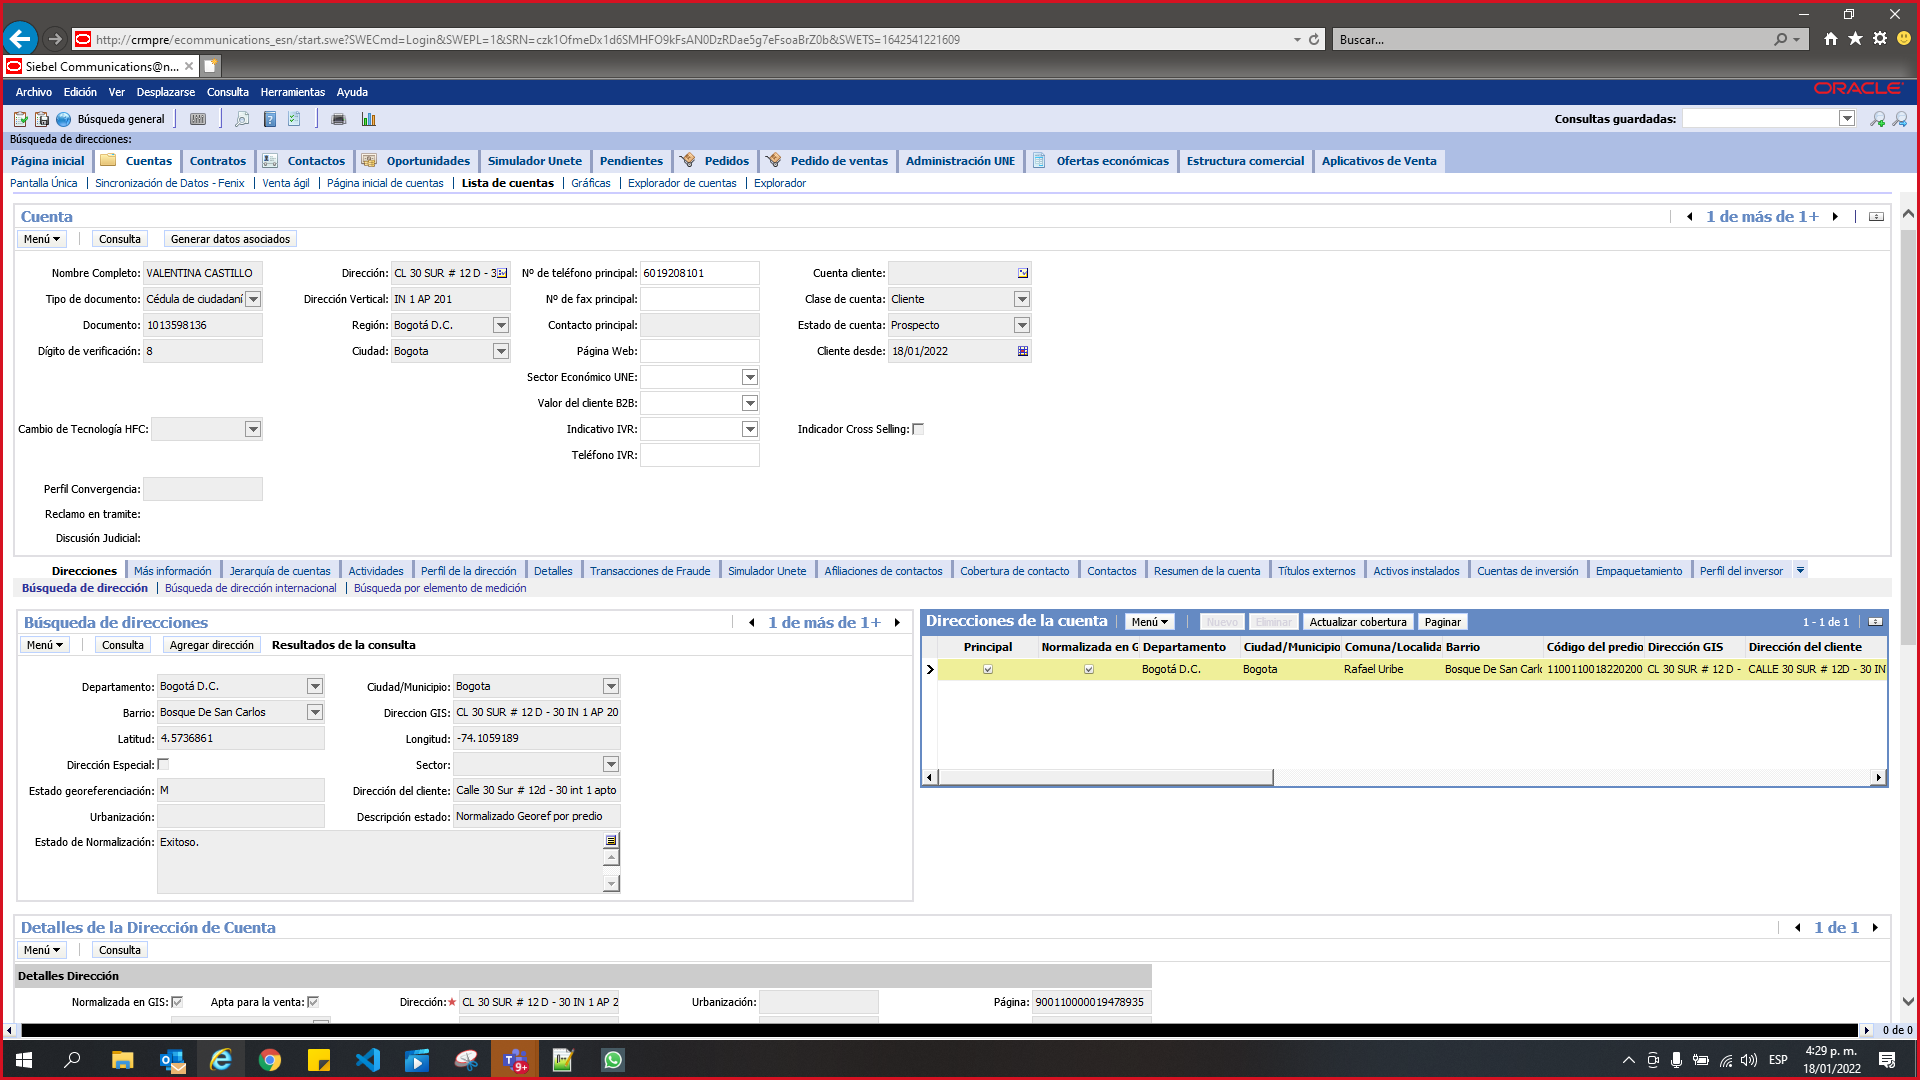 http://crmpre/ecommunications_esn/start.swe?SWECmd=Login&SWEPL=1&SRN=czk1OfmeDx1d6SMHFO9kFsAN0DzRDae5g7eFsoaBrZ0b&SWETS=1642541221609
Buscar...
Siebel Communications@n...
Archivo Edición Ver Desplazarse Consulta Herramientas Ayuda
ORACLE
Búsqueda general
Consultas guardadas:
Búsqueda de direcciones:
Página inicial Cuentas Contratos Contactos Oportunidades Simulador Unete Pendientes Pedidos Pedido de ventas Administración UNE Ofertas económicas Estructura comercial Aplicativos de Venta
Pantalla Única Sincronización de Datos - Fenix Venta ágil Página inicial de cuentas Lista de cuentas Gráficas Explorador de cuentas Explorador
Cuenta
1 de más de 1+
Menú Consulta Generar datos asociados
Nombre Completo: VALENTINA CASTILLO Dirección: CL 30 SUR # 12 D - 3 Nº de teléfono principal: 6019208101 Cuenta cliente:
Tipo de documento: Cédula de ciudadaní Dirección Vertical: IN 1 AP 201 Nº de fax principal: Clase de cuenta: Cliente
Documento: 1013598136 Región: Bogotá D.C. Contacto principal: Estado de cuenta: Prospecto
Dígito de verificación: 8 Ciudad: Bogota Página Web: Cliente desde: 18/01/2022
Sector Económico UNE:
Valor del cliente B2B:
Cambio de Tecnología HFC: Indicativo IVR: Indicador Cross Selling:
Teléfono IVR:
Perfil Convergencia:
Reclamo en tramite:
Discusión Judicial:
Direcciones Más información Jerarquía de cuentas Actividades Perfil de la dirección Detalles Transacciones de Fraude Simulador Unete Afiliaciones de contactos Cobertura de contacto Contactos Resumen de la cuenta Títulos externos Activos instalados Cuentas de inversión Empaquetamiento Perfil del inversor
Búsqueda de dirección Búsqueda de dirección internacional Búsqueda por elemento de medición
Búsqueda de direcciones
1 de más de 1+
Menú Consulta Agregar dirección Resultados de la consulta
Departamento: Bogotá D.C. Ciudad/Municipio: Bogota
Barrio: Bosque De San Carlos Direccion GIS: CL 30 SUR # 12 D - 30 IN 1 AP 20
Latitud: 4.5736861 Longitud: -74.1059189
Dirección Especial: Sector:
Estado georeferenciación: M Dirección del cliente: Calle 30 Sur # 12d - 30 int 1 apto
Urbanización: Descripción estado: Normalizado Georef por predio
Estado de Normalización: Exitoso.
Direcciones de la cuenta
Menú Nuevo Eliminar Actualizar cobertura Paginar
1 - 1 de 1
Principal Normalizada en G Departamento Ciudad/Municipio Comuna/Localida Barrio Código del predio Dirección GIS Dirección del cliente
Bogotá D.C. Bogota Rafael Uribe Bosque De San Carlo 1100110018220200 CL 30 SUR # 12 D - CALLE 30 SUR # 12D - 30 IN
Detalles de la Dirección de Cuenta
1 de 1
Menú Consulta
Detalles Dirección
Normalizada en GIS: Apta para la venta: Dirección:* CL 30 SUR # 12 D - 30 IN 1 AP 2 Urbanización: Página: 900110000019478935
0 de 0
9+
ESP
4:29 p. m.
18/01/2022